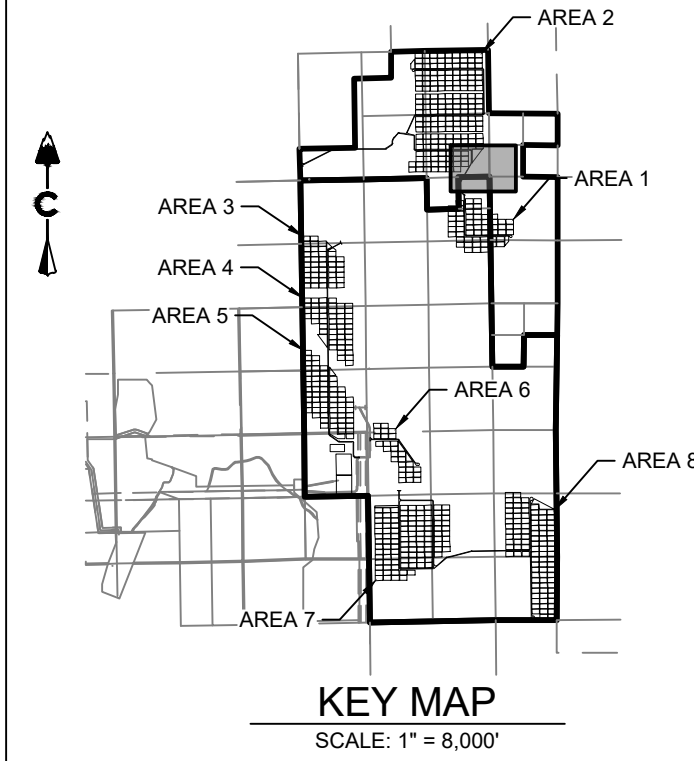 AREA 2
AREA 1
AREA 3
AREA 4
AREA 5
AREA 6
AREA 8
AREA 7
KEY MAP
SCALE: 1" = 8,000'